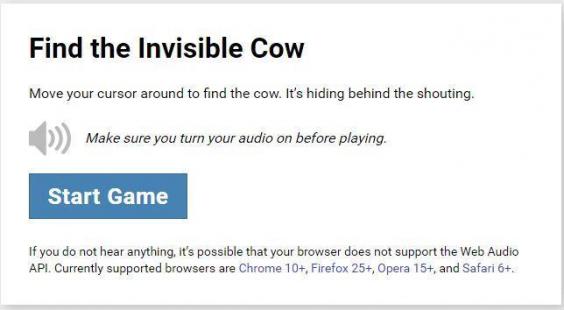 Find the Invisible Cow
Move your cursor around to find the cow. It's hiding behind the shouting.
Make sure you turn your audio on before playing.
Start Game
If you do not hear anything, it's possible that your browser does not support the Web Audio
API. Currently supported browsers are Chrome 10+, Firefox 25+, Opera 15+, and Safari 6+.